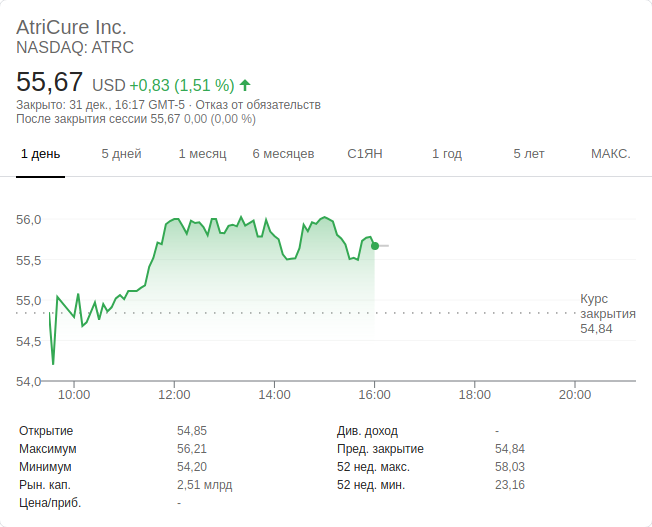 AtriCure Inc.
NASDAQ: ATRC
55,67 USD +0,83 (1,51 %)
Закрыто: 31 дек., 16:17 GMT-5 · Отказ от обязательств
После закрытия сессии 55,67 0,00 (0,00 %)
1 день 5 дней 1 месяц 6 месяцев С1ЯН 1 год 5 лет МАКС.
56,0
55,5
55,0
54,5
54,0
Курс
закрытия
54,84
10:00 12:00 14:00 16:00 18:00 20:00
Открытие 54,85 Див. доход -
Максимум 56,21 Пред. закрытие 54,84
Минимум 54,20 52 нед. макс. 58,03
Рын. кап. 2,51 млрд 52 нед. мин. 23,16
Цена/приб. -